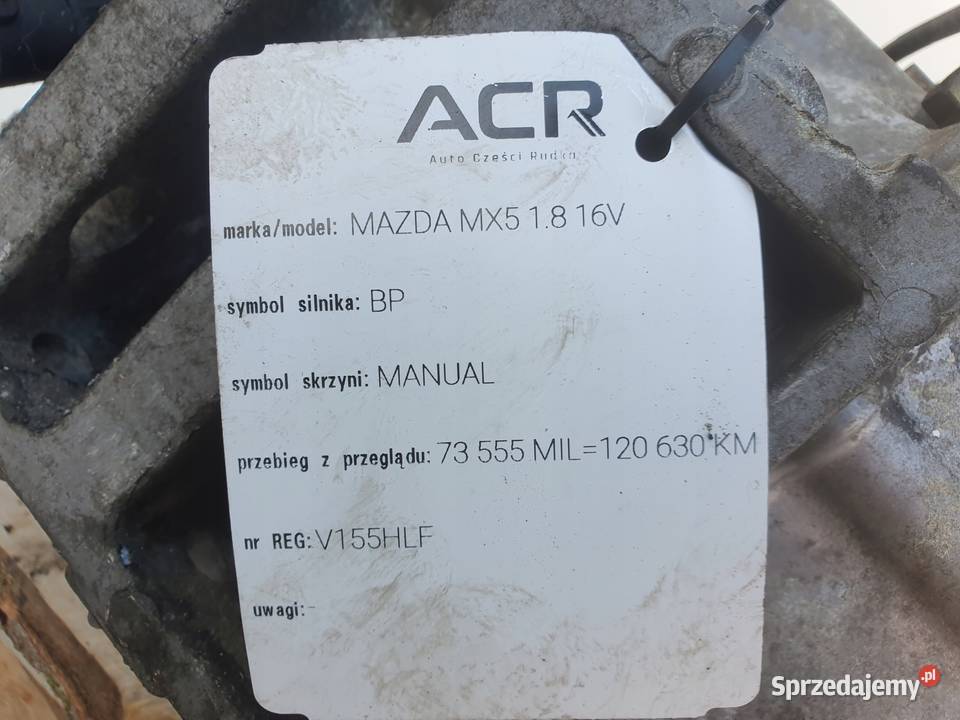 ACR
Auto Części Rudka
marka/model: MAZDA MX5 1.8 16V
symbol silnika: BP
symbol skrzyni: MANUAL
przebieg z przeglądu: 73 555 MIL=120 630 KM
nr REG: V155HLF
uwagi:-
Sprzedajemy.pl